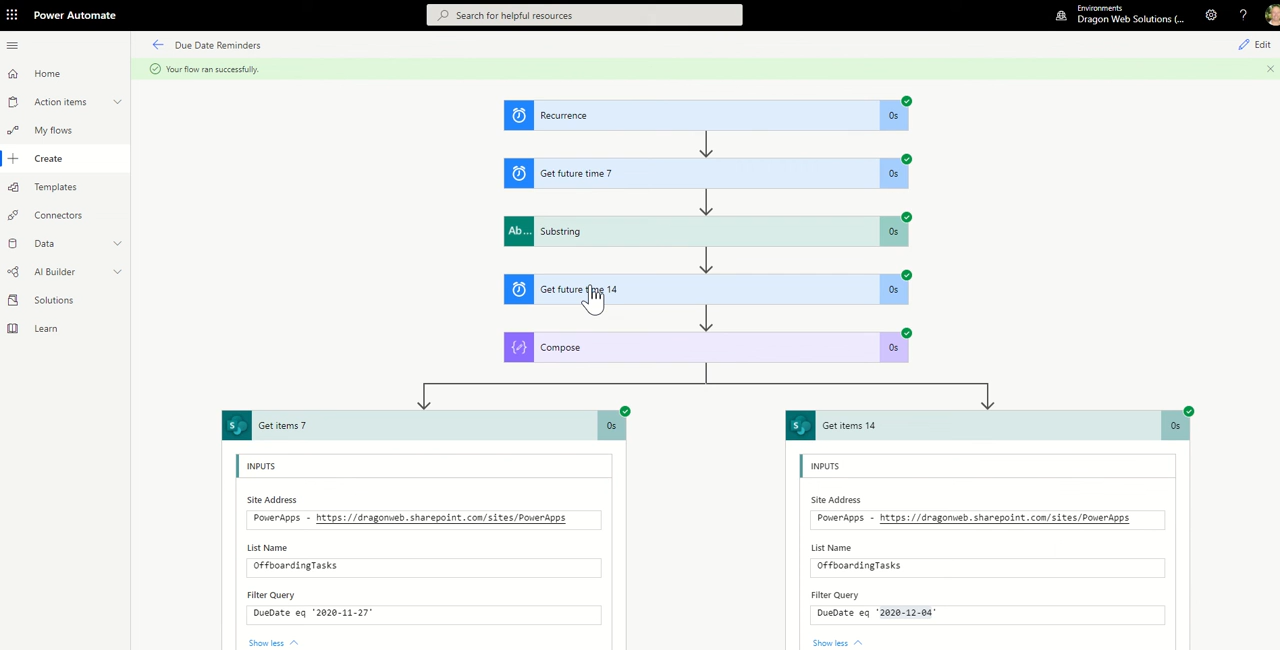 Power Automate
Search for helpful resources
Environments
Dragon Web Solutions (...
?
Due Date Reminders
Edit
Your flow ran successfully.
Home
Action items
My flows
Create
Templates
Connectors
Data
AI Builder
Solutions
Learn
Recurrence
0s
Get future time 7
0s
Ab...
Substring
0s
Get future time 14
0s
Compose
0s
Get items 7
0s
INPUTS
Site Address
PowerApps - https://dragonweb.sharepoint.com/sites/PowerApps
List Name
OffboardingTasks
Filter Query
DueDate eq '2020-11-27'
Show less
Get items 14
0s
INPUTS
Site Address
PowerApps - https://dragonweb.sharepoint.com/sites/PowerApps
List Name
OffboardingTasks
Filter Query
DueDate eq '2020-12-04'
Show less